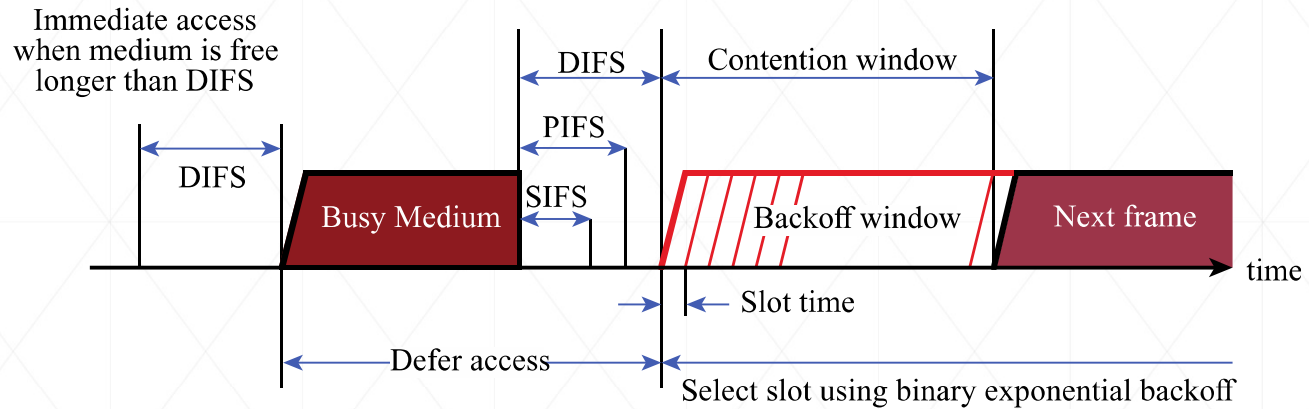 Immediate access
when medium is free
longer than DIFS
DIFS
Contention window
PIFS
DIFS
SIFS
Busy Medium
Backoff window
Next frame
time
Slot time
Defer access
Select slot using binary exponential backoff